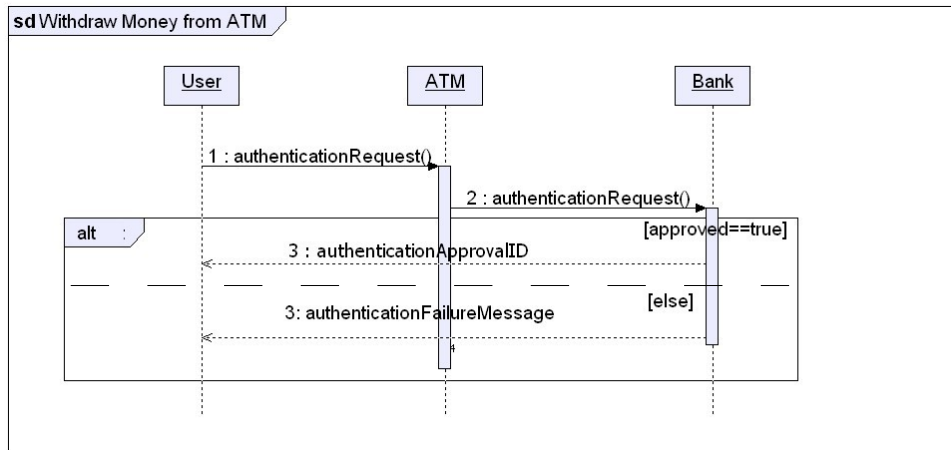 sd Withdraw Money from ATM
User
ATM
Bank
1 : authenticationRequest()
2 : authenticationRequest()
alt :
[approved==true]
3 : authenticationApprovalID
[else]
3: authenticationFailureMessage
4